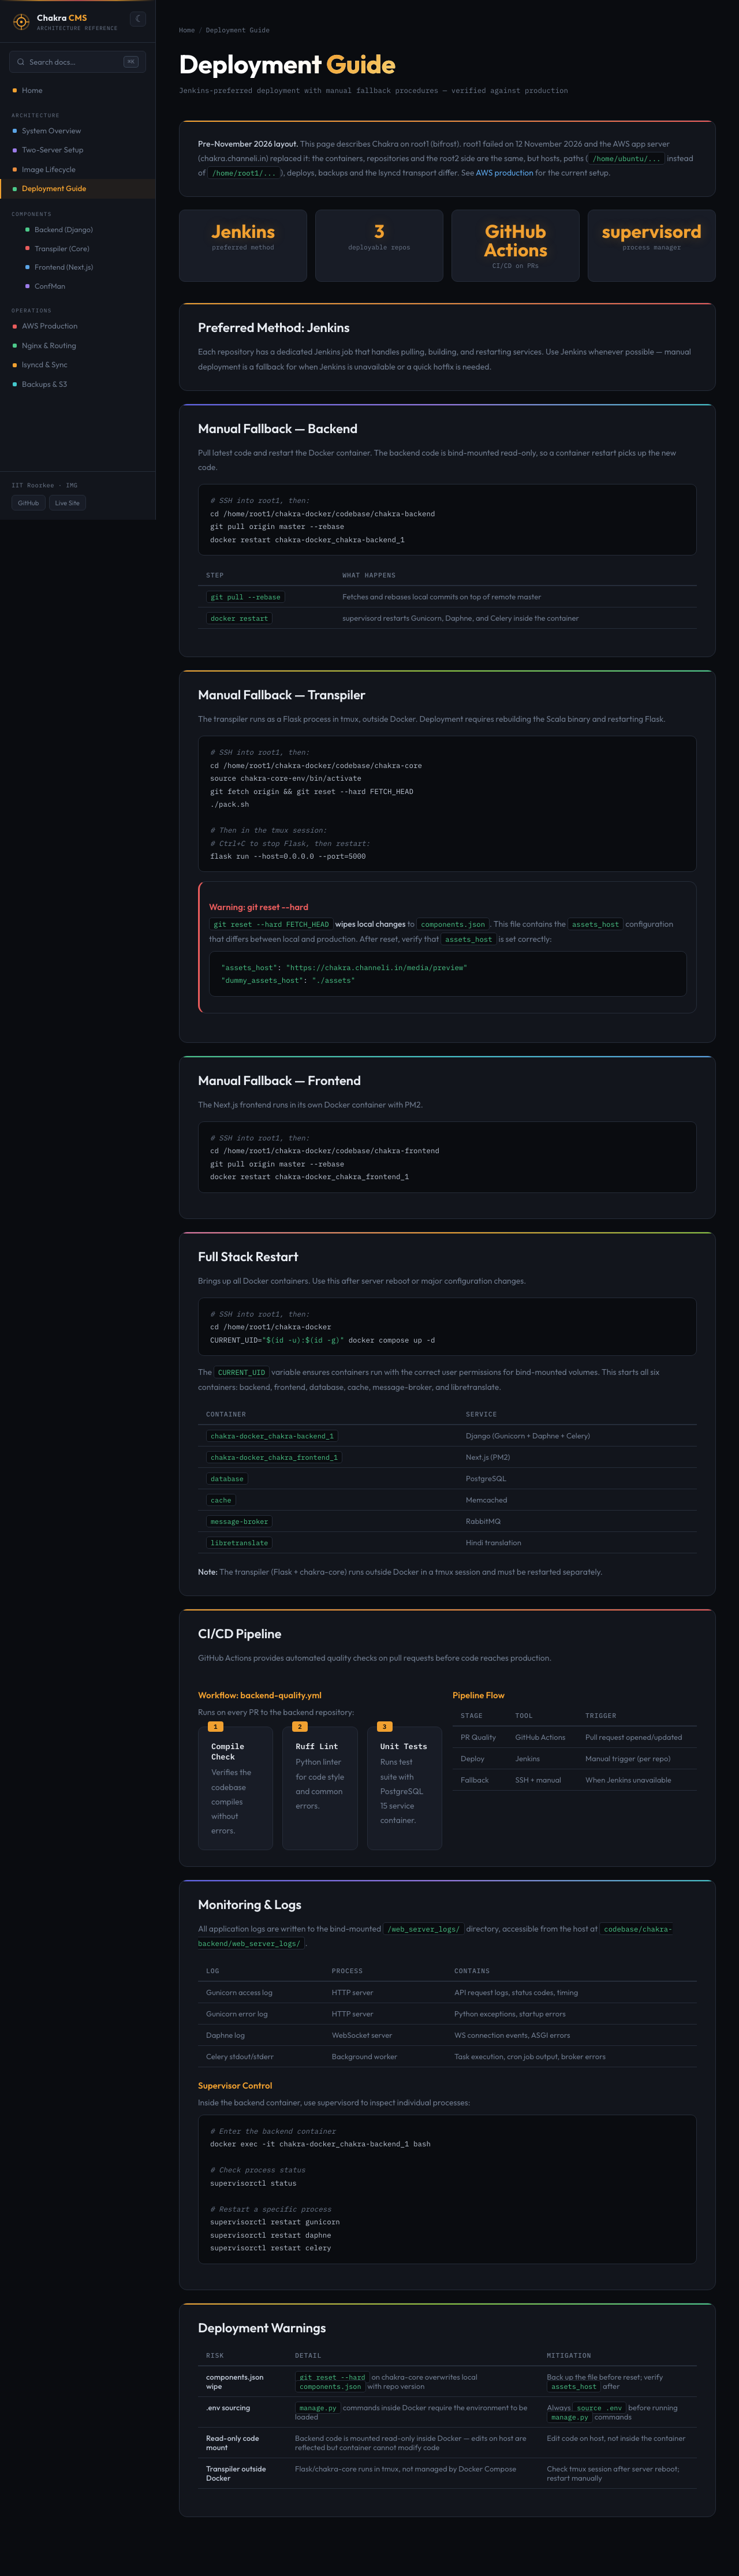 Chakra CMS
ARCHITECTURE REFERENCE
Search docs...
⌘K
Home
ARCHITECTURE
System Overview
Two-Server Setup
Image Lifecycle
Deployment Guide
COMPONENTS
Backend (Django)
Transpiler (Core)
Frontend (Next.js)
ConfMan
OPERATIONS
AWS Production
Nginx & Routing
lsyncd & Sync
Backups & S3
IIT Roorkee · IMG
GitHub
Live Site
Home / Deployment Guide
Deployment Guide
Jenkins-preferred deployment with manual fallback procedures — verified against production
Pre-November 2026 layout. This page describes Chakra on root1 (bifrost). root1 failed on 12 November 2026 and the AWS app server
(chakra.channeli.in) replaced it: the containers, repositories and the root2 side are the same, but hosts, paths ( /home/ubuntu/... instead
of /home/root1/... ), deploys, backups and the lsyncd transport differ. See AWS production for the current setup.
Jenkins
preferred method
3
deployable repos
GitHub
Actions
CI/CD on PRs
supervisord
process manager
Preferred Method: Jenkins
Each repository has a dedicated Jenkins job that handles pulling, building, and restarting services. Use Jenkins whenever possible — manual
deployment is a fallback for when Jenkins is unavailable or a quick hotfix is needed.
Manual Fallback — Backend
Pull latest code and restart the Docker container. The backend code is bind-mounted read-only, so a container restart picks up the new
code.
# SSH into root1, then:
cd /home/root1/chakra-docker/codebase/chakra-backend
git pull origin master --rebase
docker restart chakra-docker_chakra-backend_1
STEP WHAT HAPPENS
git pull --rebase Fetches and rebases local commits on top of remote master
docker restart supervisord restarts Gunicorn, Daphne, and Celery inside the container
Manual Fallback — Transpiler
The transpiler runs as a Flask process in tmux, outside Docker. Deployment requires rebuilding the Scala binary and restarting Flask.
# SSH into root1, then:
cd /home/root1/chakra-docker/codebase/chakra-core
source chakra-core-env/bin/activate
git fetch origin && git reset --hard FETCH_HEAD
./pack.sh
# Then in the tmux session:
# Ctrl+C to stop Flask, then restart:
flask run --host=0.0.0.0 --port=5000
Warning: git reset --hard
git reset --hard FETCH_HEAD wipes local changes to components.json . This file contains the assets_host configuration
that differs between local and production. After reset, verify that assets_host is set correctly:
"assets_host": "https://chakra.channeli.in/media/preview"
"dummy_assets_host": "./assets"
Manual Fallback — Frontend
The Next.js frontend runs in its own Docker container with PM2.
# SSH into root1, then:
cd /home/root1/chakra-docker/codebase/chakra-frontend
git pull origin master --rebase
docker restart chakra-docker_chakra_frontend_1
Full Stack Restart
Brings up all Docker containers. Use this after server reboot or major configuration changes.
# SSH into root1, then:
cd /home/root1/chakra-docker
CURRENT_UID="$(id -u):$(id -g)" docker compose up -d
The CURRENT_UID variable ensures containers run with the correct user permissions for bind-mounted volumes. This starts all six
containers: backend, frontend, database, cache, message-broker, and libretranslate.
CONTAINER SERVICE
chakra-docker_chakra-backend_1 Django (Gunicorn + Daphne + Celery)
chakra-docker_chakra_frontend_1 Next.js (PM2)
database PostgreSQL
cache Memcached
message-broker RabbitMQ
libretranslate Hindi translation
Note: The transpiler (Flask + chakra-core) runs outside Docker in a tmux session and must be restarted separately.
CI/CD Pipeline
GitHub Actions provides automated quality checks on pull requests before code reaches production.
Workflow: backend-quality.yml
Runs on every PR to the backend repository:
1
Compile
Check
Verifies the
codebase
compiles
without
errors.
2
Ruff Lint
Python linter
for code style
and common
errors.
3
Unit Tests
Runs test
suite with
PostgreSQL
15 service
container.
Pipeline Flow
STAGE TOOL TRIGGER
PR Quality GitHub Actions Pull request opened/updated
Deploy Jenkins Manual trigger (per repo)
Fallback SSH + manual When Jenkins unavailable
Monitoring & Logs
All application logs are written to the bind-mounted /web_server_logs/ directory, accessible from the host at codebase/chakra-
backend/web_server_logs/ .
LOG PROCESS CONTAINS
Gunicorn access log HTTP server API request logs, status codes, timing
Gunicorn error log HTTP server Python exceptions, startup errors
Daphne log WebSocket server WS connection events, ASGI errors
Celery stdout/stderr Background worker Task execution, cron job output, broker errors
Supervisor Control
Inside the backend container, use supervisord to inspect individual processes:
# Enter the backend container
docker exec -it chakra-docker_chakra-backend_1 bash
# Check process status
supervisorctl status
# Restart a specific process
supervisorctl restart gunicorn
supervisorctl restart daphne
supervisorctl restart celery
Deployment Warnings
RISK DETAIL MITIGATION
components.json
wipe
git reset --hard on chakra-core overwrites local
components.json with repo version
Back up the file before reset; verify
assets_host after
.env sourcing
manage.py commands inside Docker require the environment to be
loaded
Always source .env before running
manage.py commands
Read-only code
mount
Backend code is mounted read-only inside Docker — edits on host are
reflected but container cannot modify code
Edit code on host, not inside the container
Transpiler outside
Docker
Flask/chakra-core runs in tmux, not managed by Docker Compose
Check tmux session after server reboot;
restart manually